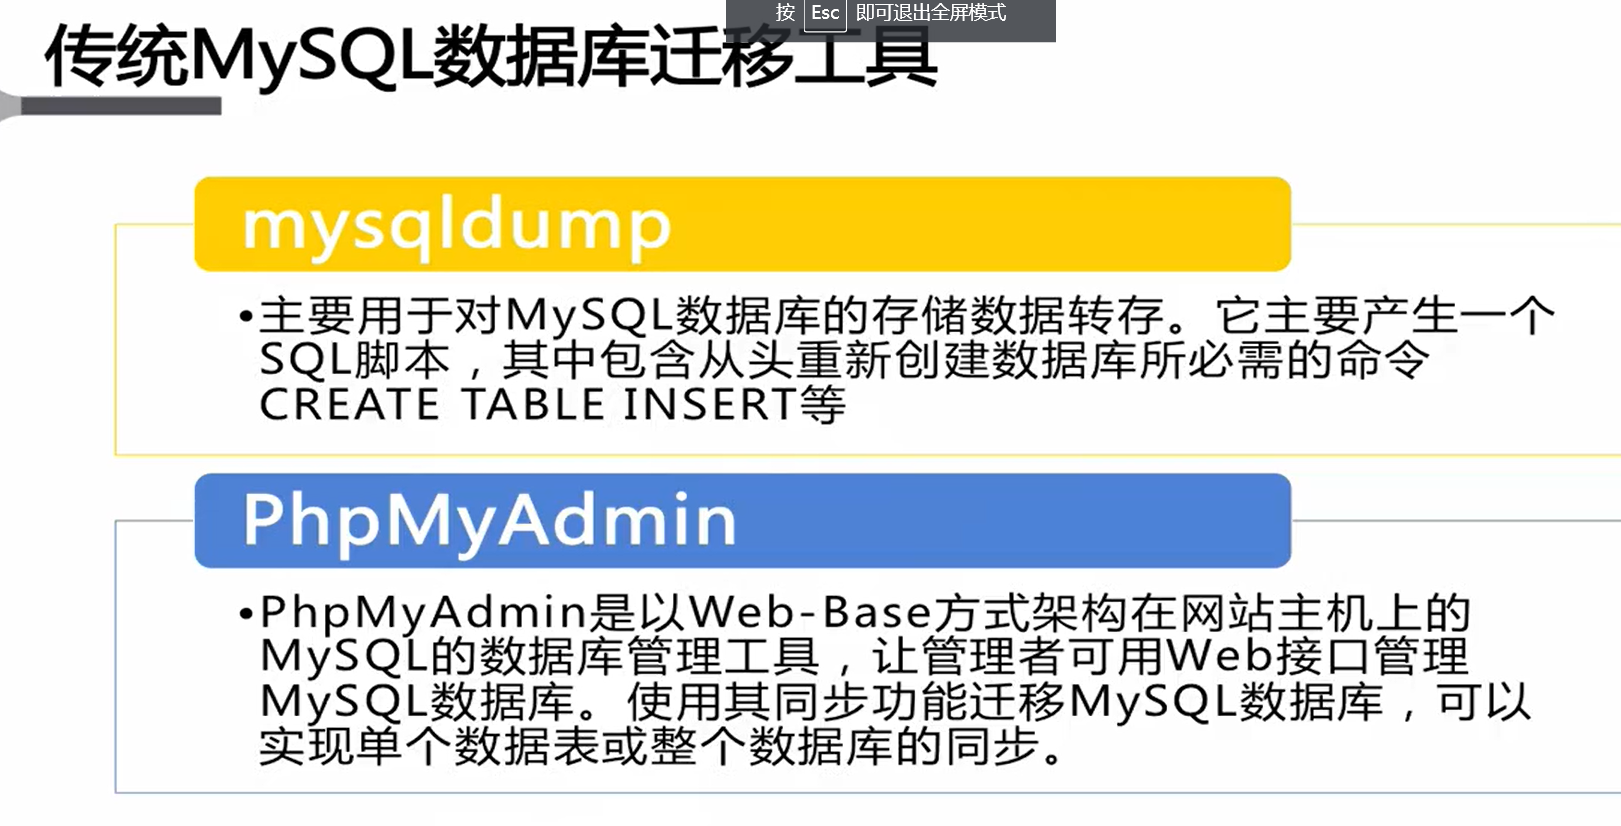 按 Esc 即可退出全屏模式
传统MySQL数据库迁移工具
mysqldump
•主要用于对MySQL数据库的存储数据转存。它主要产生一个
SQL脚本，其中包含从头重新创建数据库所必需的命令
CREATE TABLE INSERT等
PhpMyAdmin
•PhpMyAdmin是以Web-Base方式架构在网站主机上的
MySQL的数据库管理工具，让管理者可用Web接口管理
MySQL数据库。使用其同步功能迁移MySQL数据库，可以
实现单个数据表或整个数据库的同步。